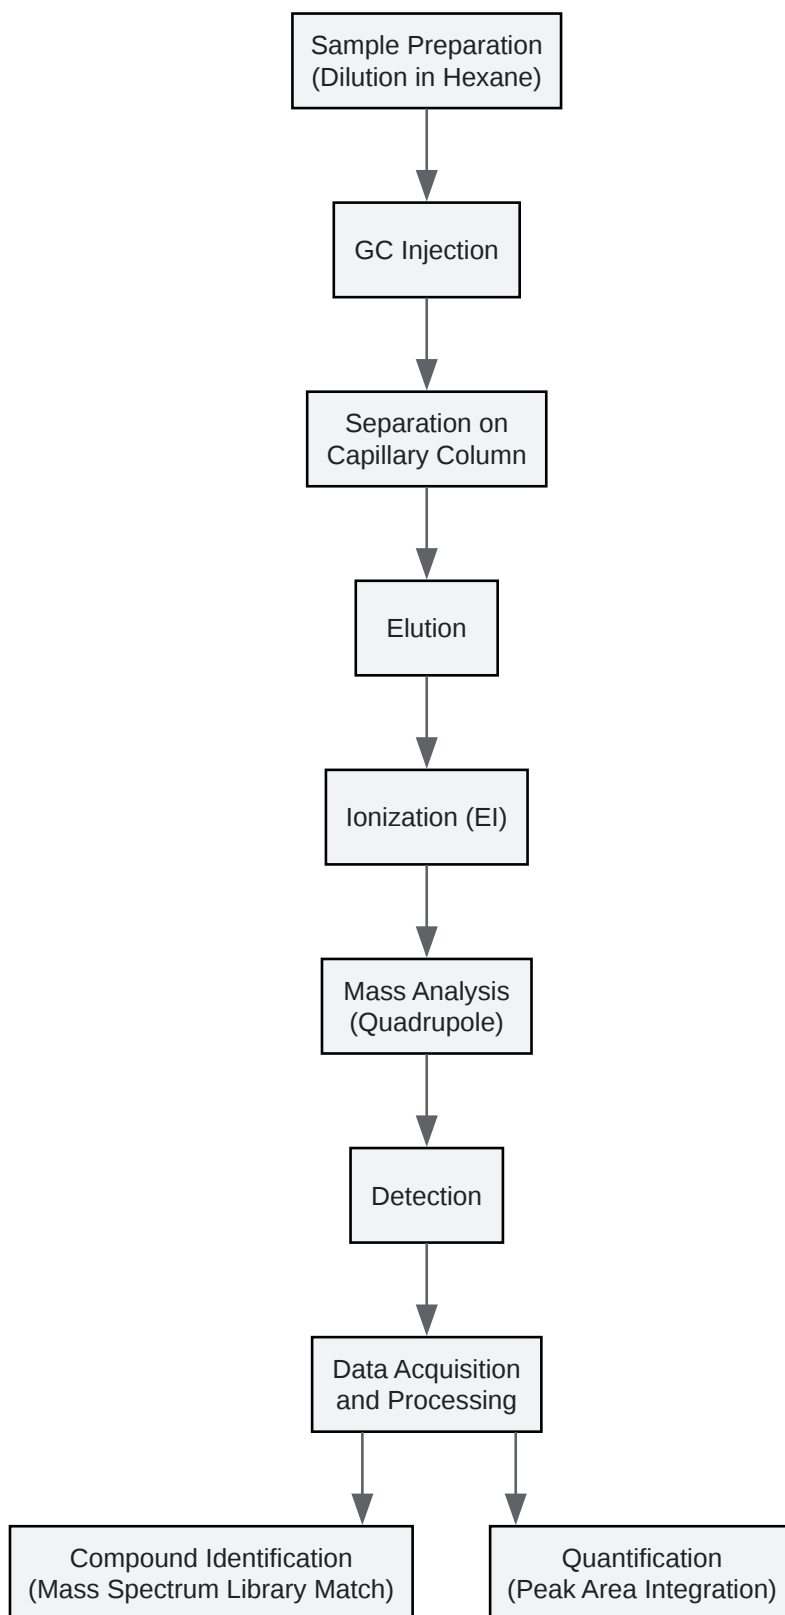 Sample Preparation
(Dilution in Hexane)
GC Injection
Separation on
Capillary Column
Elution
Ionization (EI)
Mass Analysis
(Quadrupole)
Detection
Data Acquisition
and Processing
Compound Identification
(Mass Spectrum Library Match)
Quantification
(Peak Area Integration)